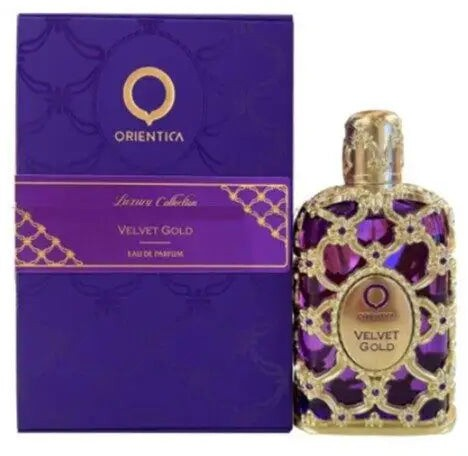 ORIENTICA
Luxury Collection
VELVET GOLD
EAU DE PARFUM
ORIENTICA
VELVET
GOLD